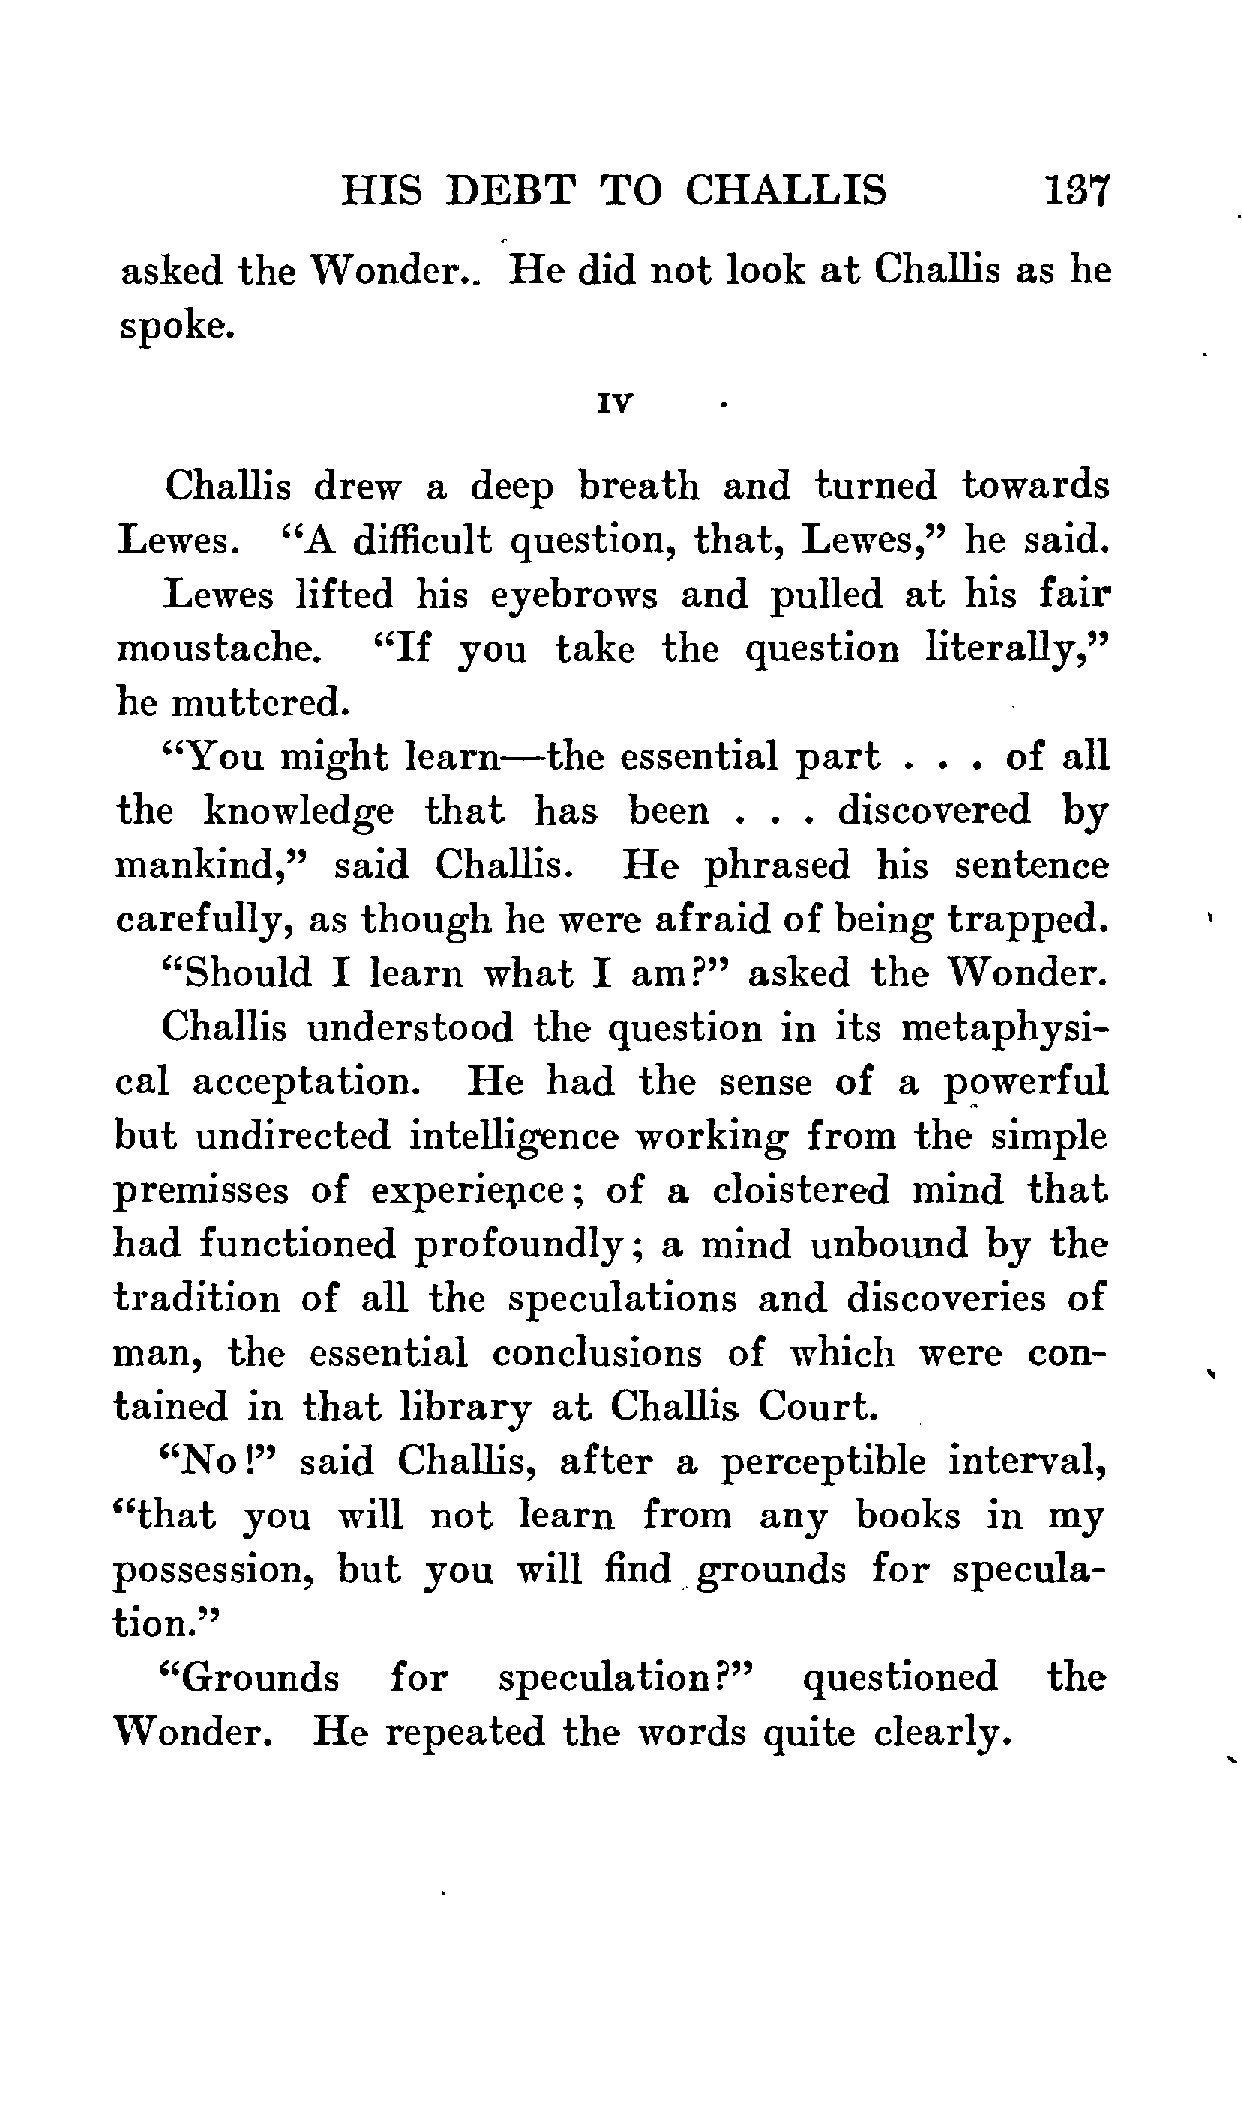 HIS DEBT TO CHALLIS 137
asked the Wonder.. He did not look at Challis as he
spoke.
IV
Challis drew a deep breath and turned towards
Lewes. “A difficult question, that, Lewes,” he said.
Lewes lifted his eyebrows and pulled at his fair
moustache. “If you take the question literally,”
he muttered.
“You might learn—the essential part . . . of all
the knowledge that has been . . . discovered by
mankind,” said Challis. He phrased his sentence
carefully, as though he were afraid of being trapped.
“Should I learn what I am?” asked the Wonder.
Challis understood the question in its metaphysi-
cal acceptation. He had the sense of a powerful
but undirected intelligence working from the simple
premisses of experience; of a cloistered mind that
had functioned profoundly; a mind unbound by the
tradition of all the speculations and discoveries of
man, the essential conclusions of which were con-
tained in that library at Challis Court.
“No!” said Challis, after a perceptible interval,
“that you will not learn from any books in my
possession, but you will find grounds for specula-
tion.”
“Grounds for speculation?” questioned the
Wonder. He repeated the words quite clearly.